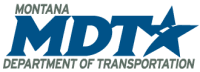 MONTANA
MDT
DEPARTMENT OF TRANSPORTATION